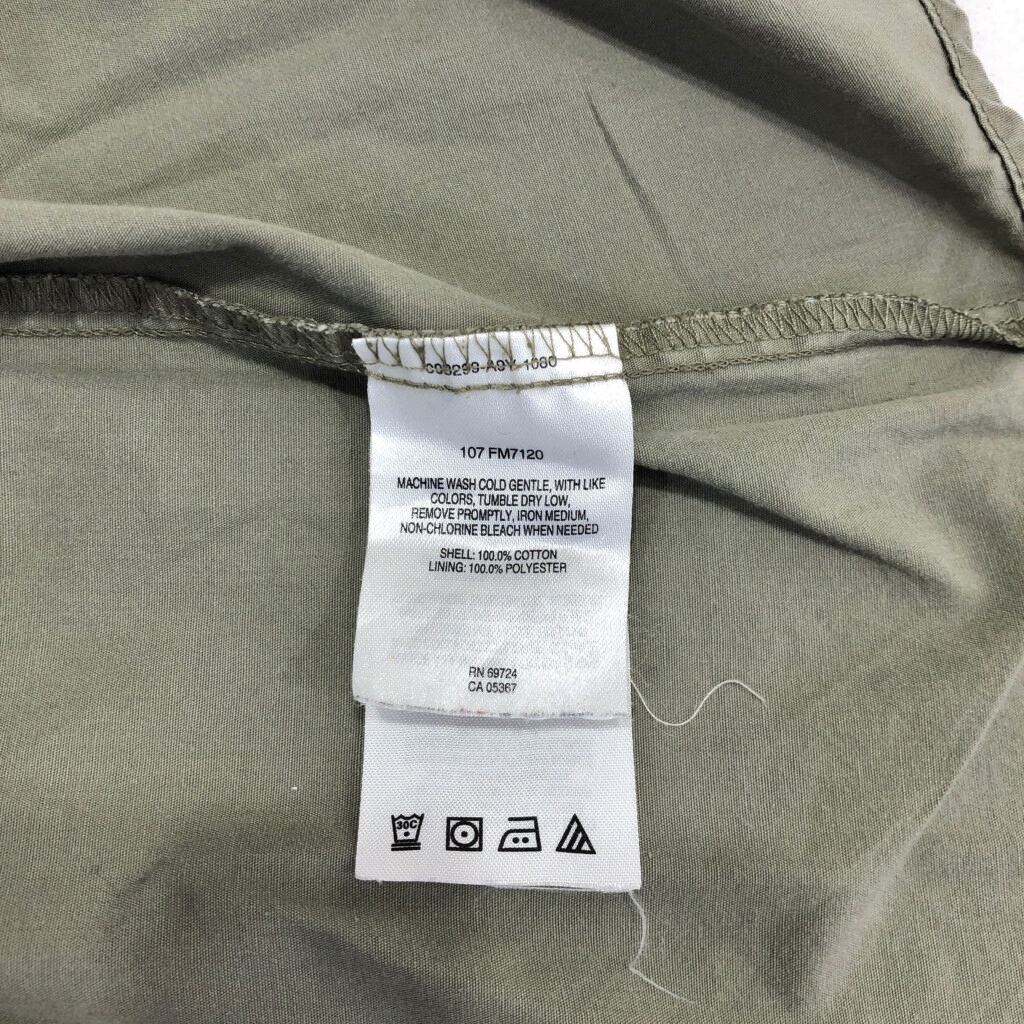 107 FM7120
MACHINE WASH COLD GENTLE, WITH LIKE
COLORS, TUMBLE DRY LOW,
REMOVE PROMPTLY, IRON MEDIUM,
NON-CHLORINE BLEACH WHEN NEEDED
SHELL: 100.0% COTTON
LINING: 100.0% POLYESTER
RN 69724
CA 05367
30C